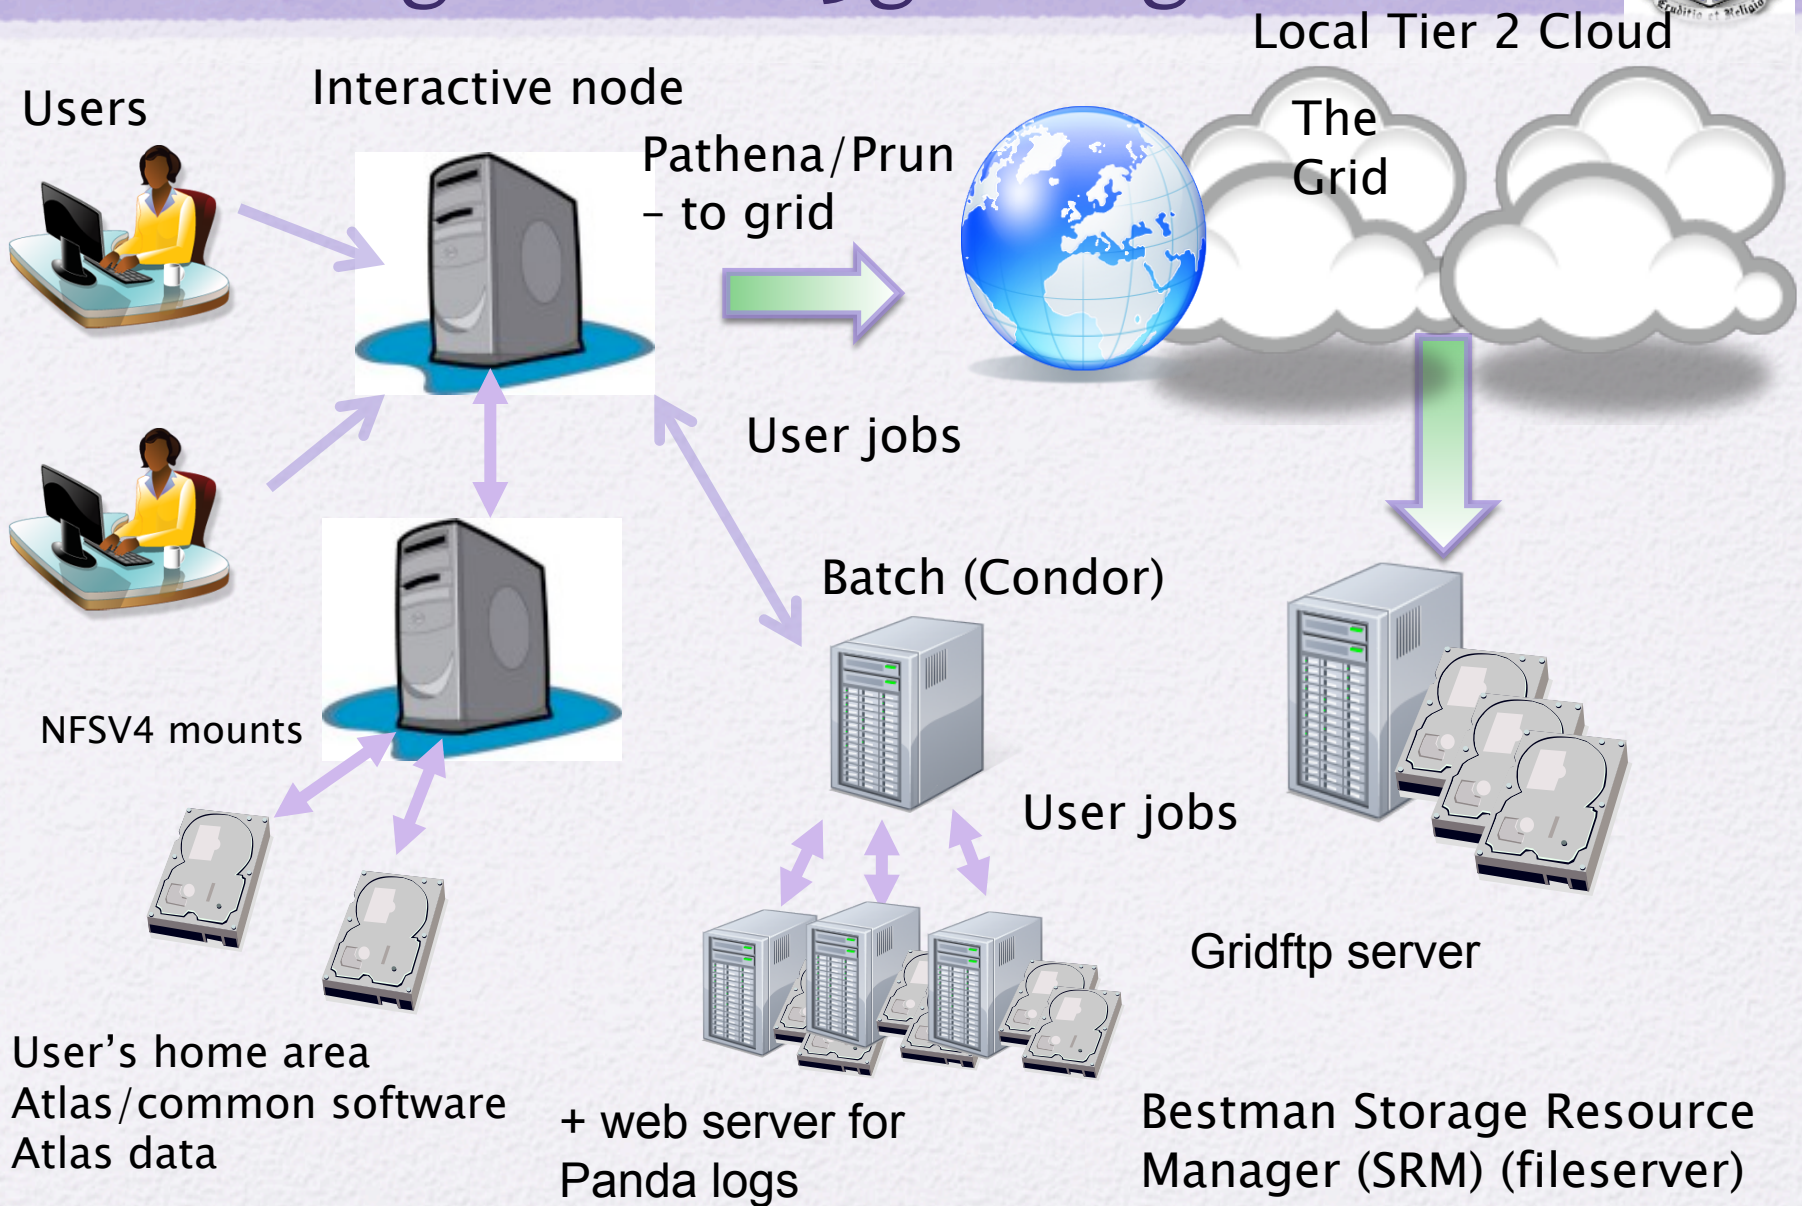 Local Tier 2 Cloud
Users
Interactive node
The
Grid
Pathena/Prun
– to grid
User jobs
Batch (Condor)
NFSV4 mounts
User jobs
Gridftp server
User's home area
Atlas/common software
Atlas data
+ web server for
Panda logs
Bestman Storage Resource
Manager (SRM) (fileserver)